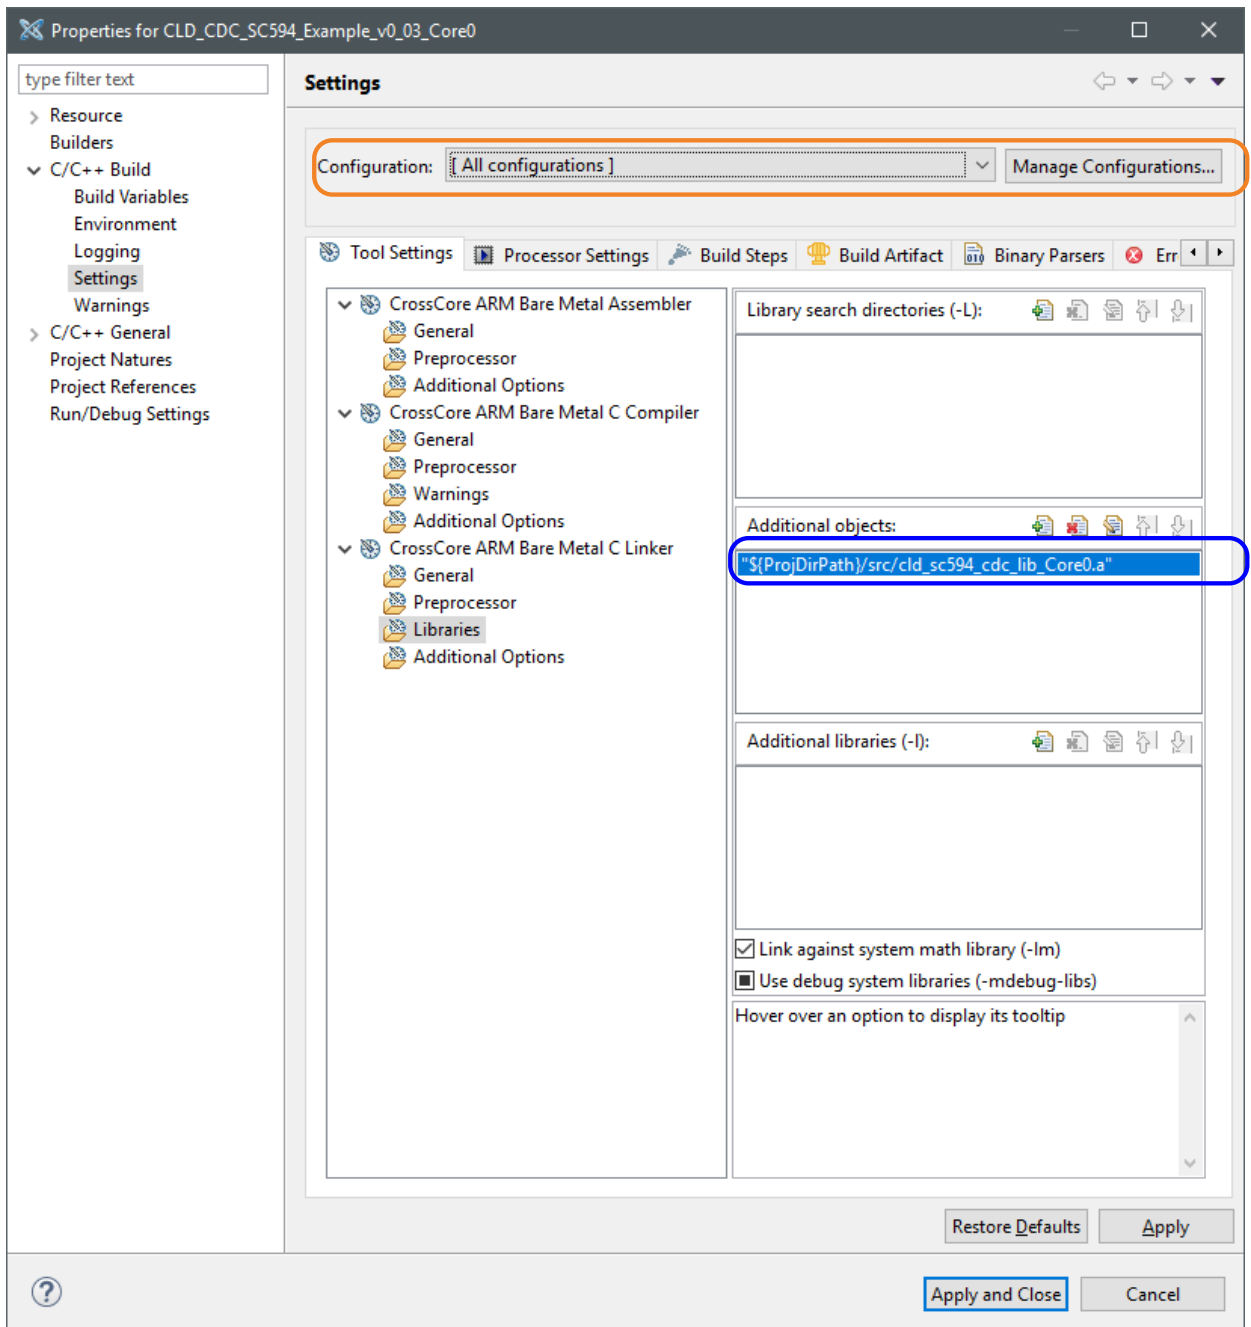 Properties for CLD_CDC_SC594_Example_v0_03_Core0
type filter text
Resource
Builders
C/C++ Build
Build Variables
Environment
Logging
Settings
Warnings
C/C++ General
Project Natures
Project References
Run/Debug Settings
Settings
Configuration: [ All configurations ] Manage Configurations...
Tool Settings Processor Settings Build Steps Build Artifact Binary Parsers Err
CrossCore ARM Bare Metal Assembler
General
Preprocessor
Additional Options
CrossCore ARM Bare Metal C Compiler
General
Preprocessor
Warnings
Additional Options
CrossCore ARM Bare Metal C Linker
General
Preprocessor
Libraries
Additional Options
Library search directories (-L):
Additional objects:
"${ProjDirPath}/src/cld_sc594_cdc_lib_Core0.a"
Additional libraries (-l):
Link against system math library (-lm)
Use debug system libraries (-mdebug-libs)
Hover over an option to display its tooltip
Restore Defaults Apply
Apply and Close Cancel